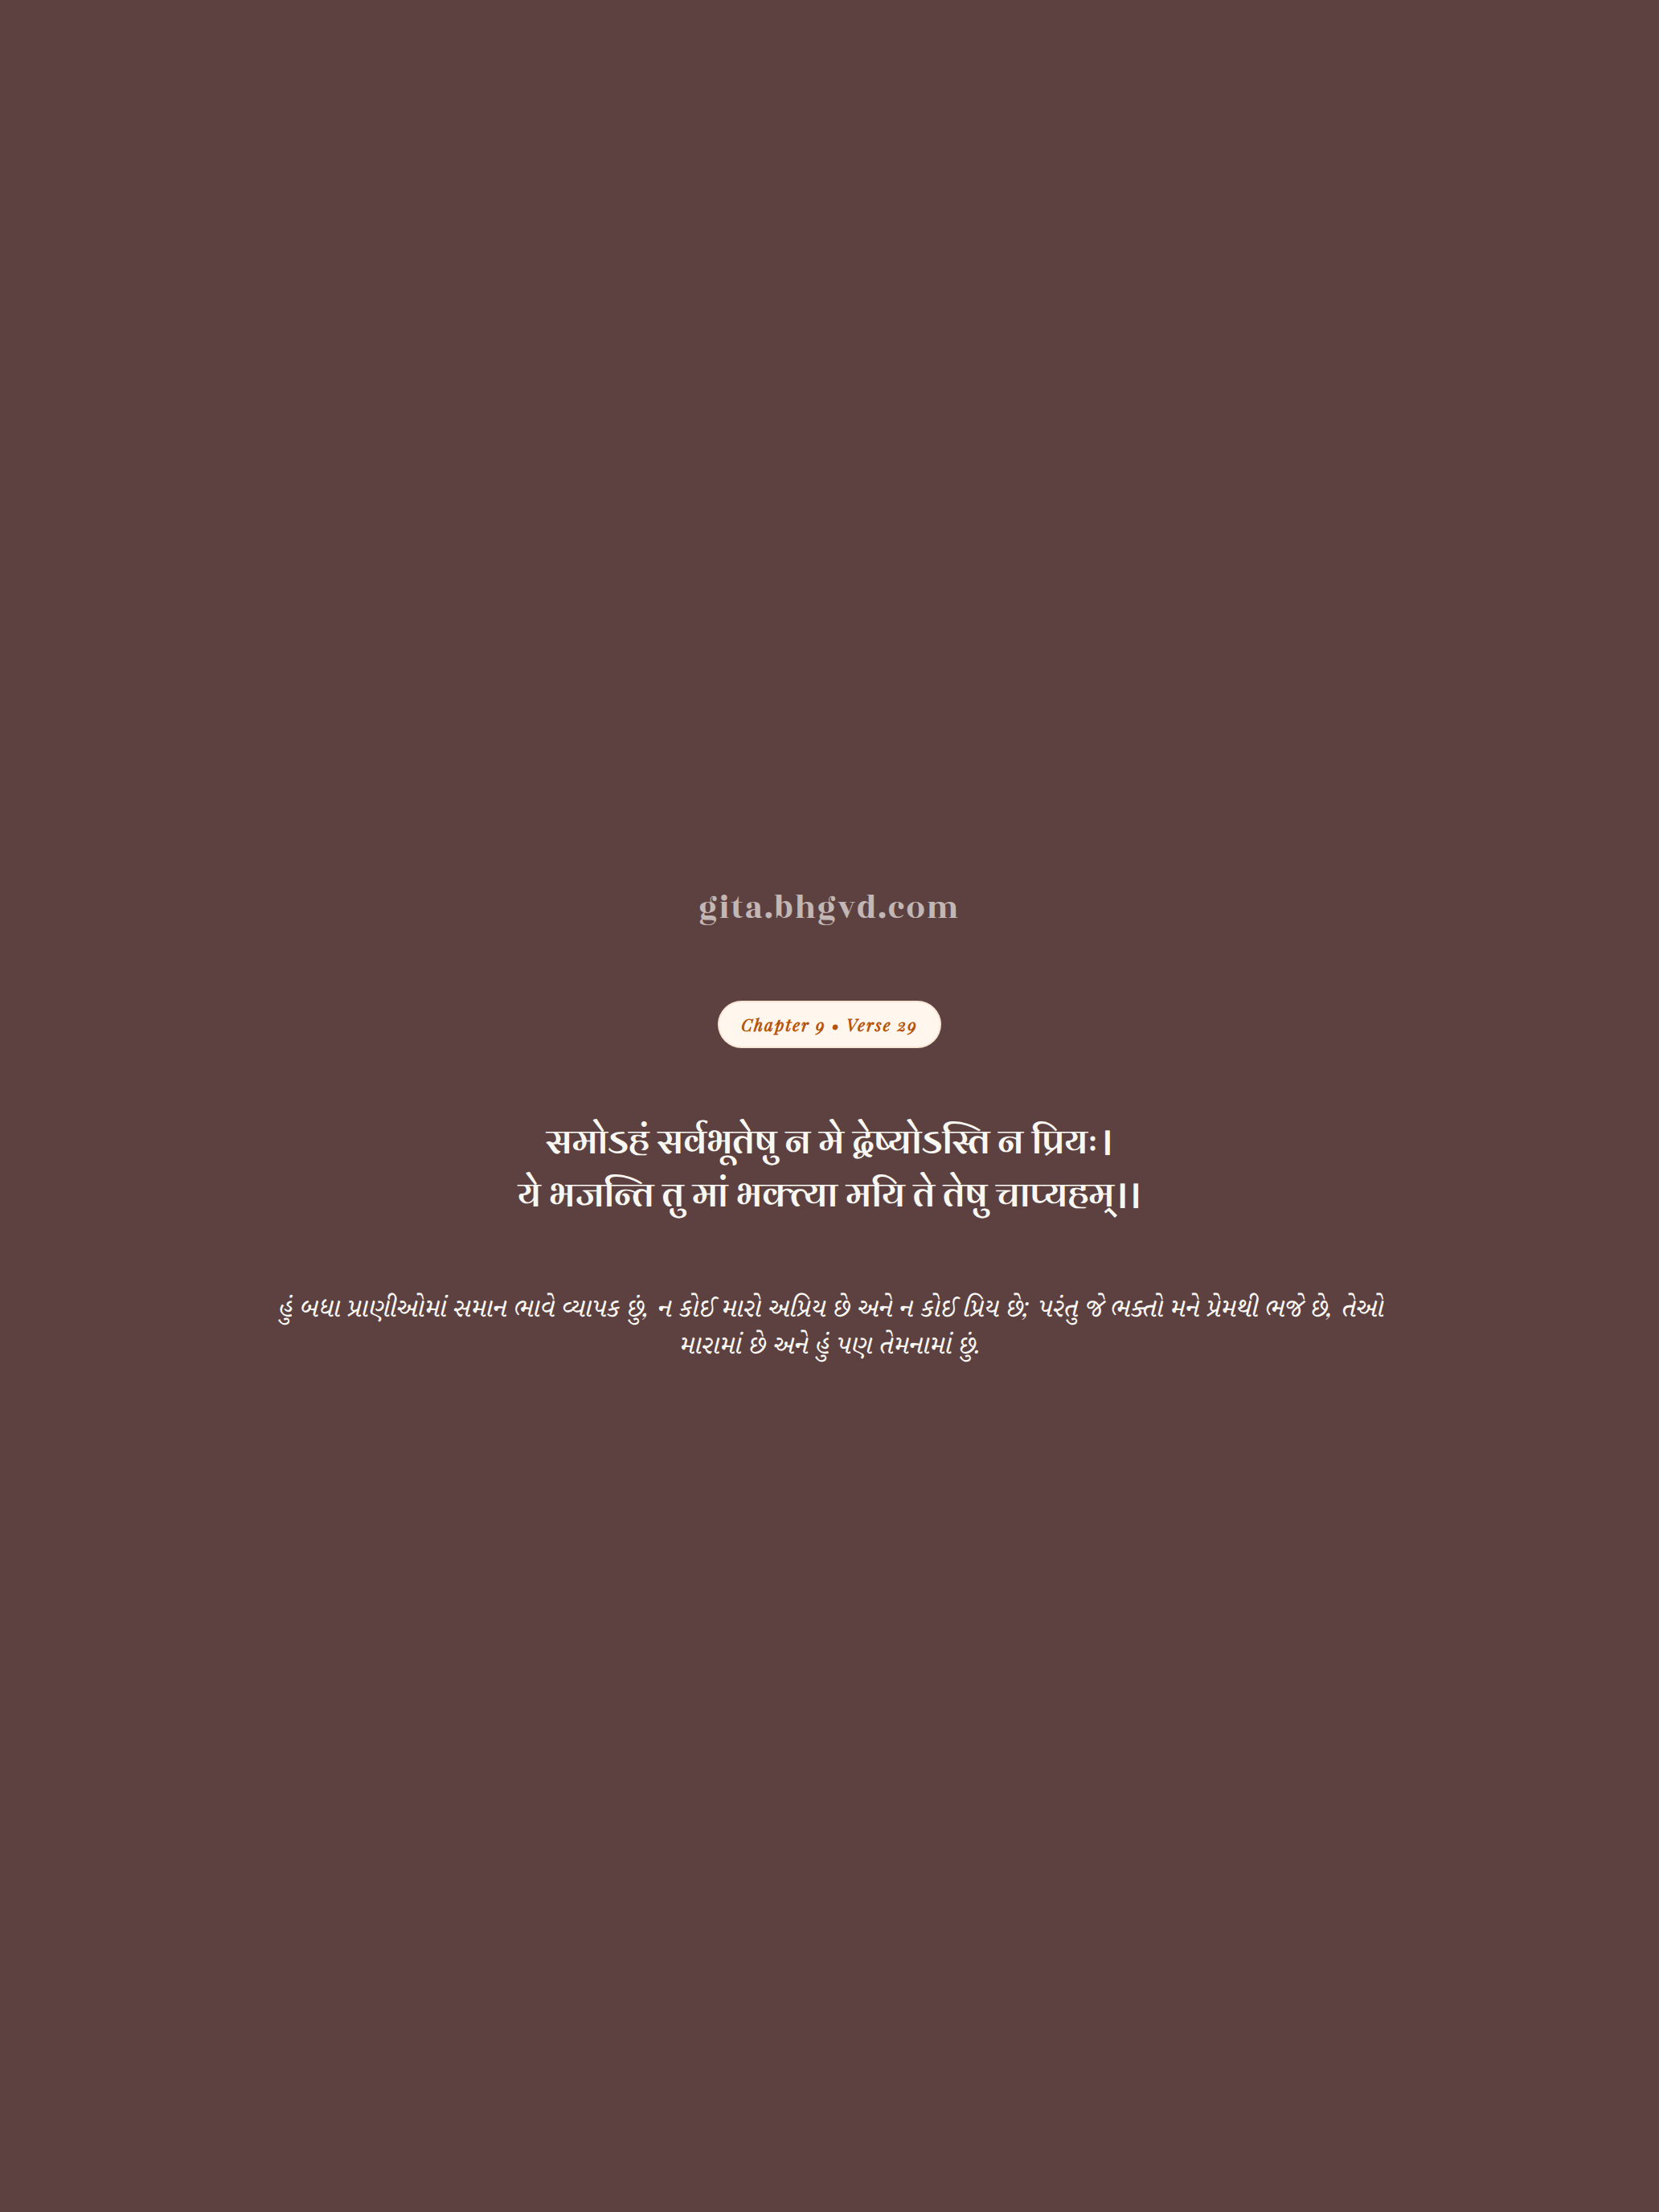 gita.bhgvd.com
Chapter 9 • Verse 29
समोऽहं सर्वभूतेषु न मे द्वेष्योऽस्ति न प्रियः।
ये भजन्ति तु मां भक्त्या मयि ते तेषु चाप्यहम्।।
હું બધા પ્રાણીઓમાં સમાન ભાવે વ્યાપક છું, ન કોઈ મારો અપ્રિય છે અને ન કોઈ પ્રિય છે; પરંતુ જે ભક્તો મને પ્રેમથી ભજે છે, તેઓ
મારામાં છે અને હું પણ તેમનામાં છું.